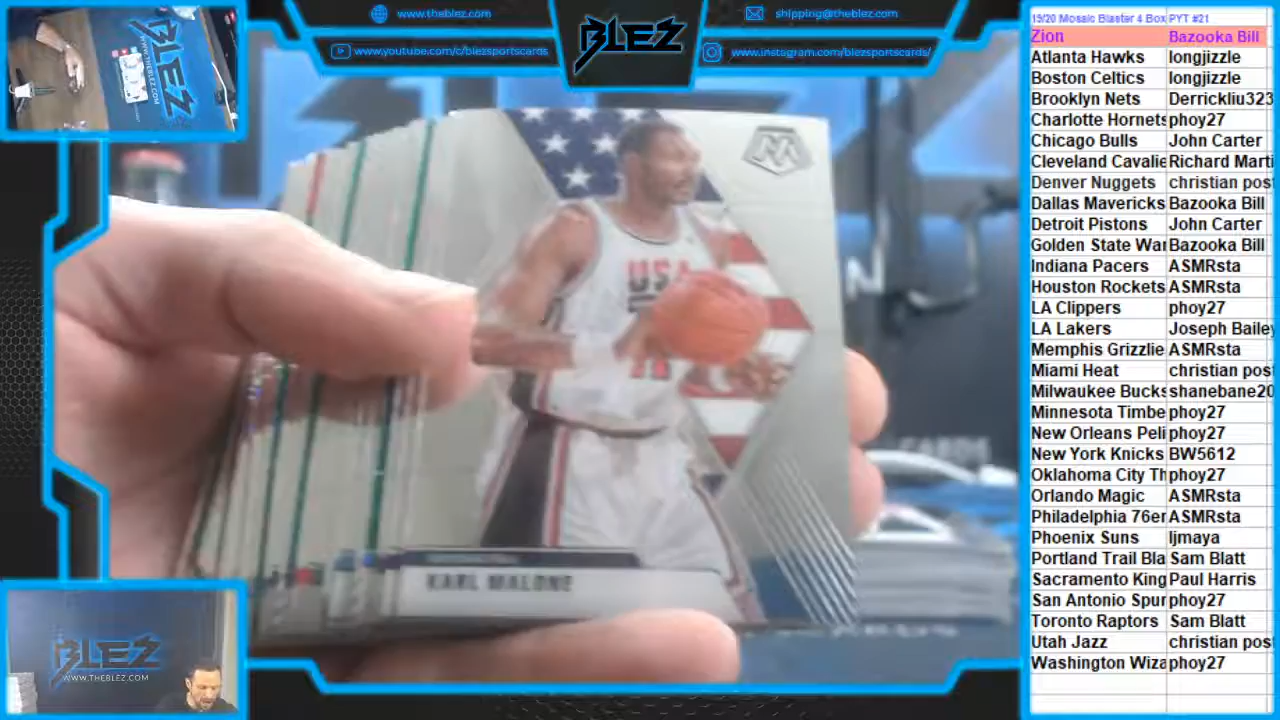 www.theblez.com
www.youtube.com/c/blezsportscards
BLEZ
shipping@theblez.com
www.instagram.com/blezsportscards/
BLEZ
USA
11
KARL MALONE
CARDS
BLEZ
WWW.THEBLEZ.COM
19/20 Mosaic Blaster 4 Box PYT #21
Zion Bazooka Bill
Atlanta Hawks longjizzle
Boston Celtics longjizzle
Brooklyn Nets Derrickliu323
Charlotte Hornets phoy27
Chicago Bulls John Carter
Cleveland Cavalie Richard Marti
Denver Nuggets christian post
Dallas Mavericks Bazooka Bill
Detroit Pistons John Carter
Golden State War Bazooka Bill
Indiana Pacers ASMRsta
Houston Rockets ASMRsta
LA Clippers phoy27
LA Lakers Joseph Bailey
Memphis Grizzlie ASMRsta
Miami Heat christian post
Milwaukee Bucks shanebane20
Minnesota Timbe phoy27
New Orleans Peli phoy27
New York Knicks BW5612
Oklahoma City Th phoy27
Orlando Magic ASMRsta
Philadelphia 76er ASMRsta
Phoenix Suns ljmaya
Portland Trail Bla Sam Blatt
Sacramento King Paul Harris
San Antonio Spur phoy27
Toronto Raptors Sam Blatt
Utah Jazz christian post
Washington Wiza phoy27